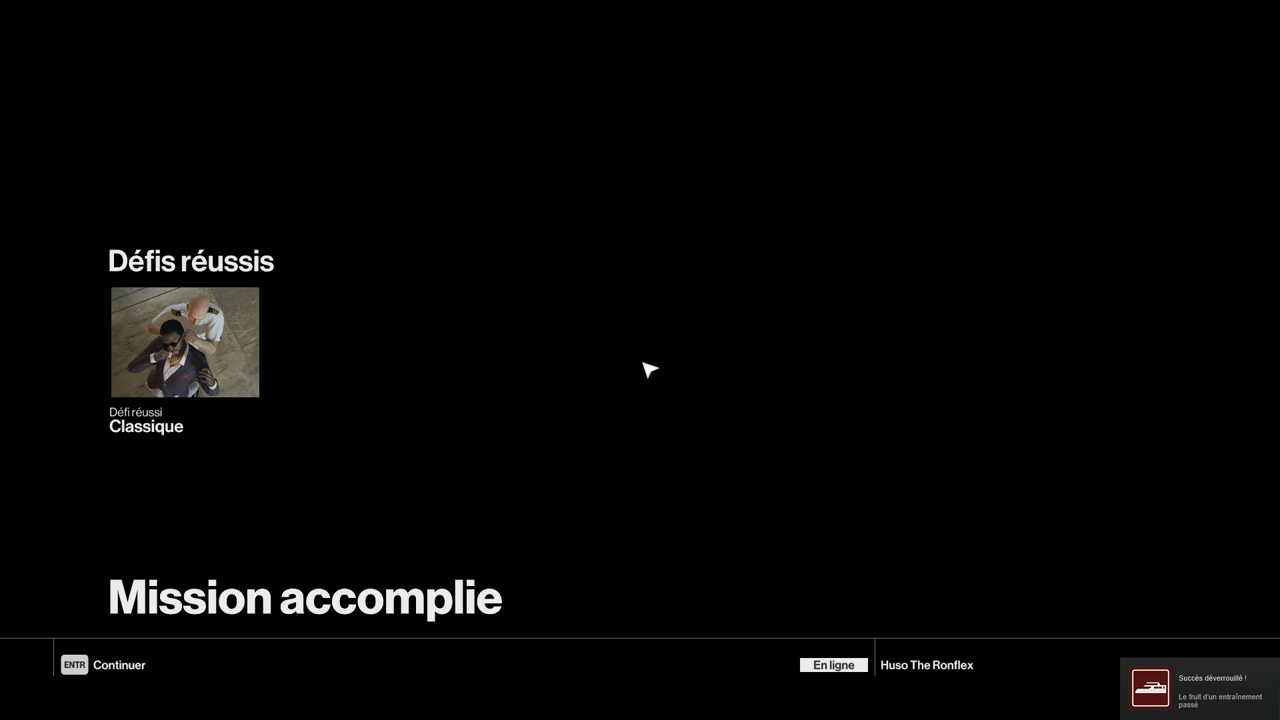 Défis réussis
Défi réussi
Classique
Mission accomplie
ENTR Continuer
En ligne
Huso The Ronflex
Succès déverrouillé !
Le fruit d'un entraînement
passé